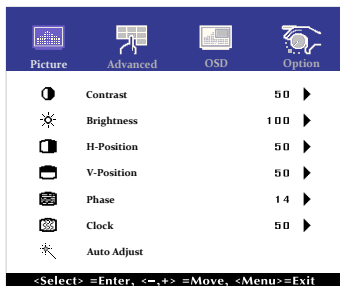 Picture Advanced OSD Option
Contrast 50
Brightness 100
H-Position 50
V-Position 50
Phase 14
Clock 50
Auto Adjust
<Select> =Enter, <−,+> =Move, <Menu>=Exit